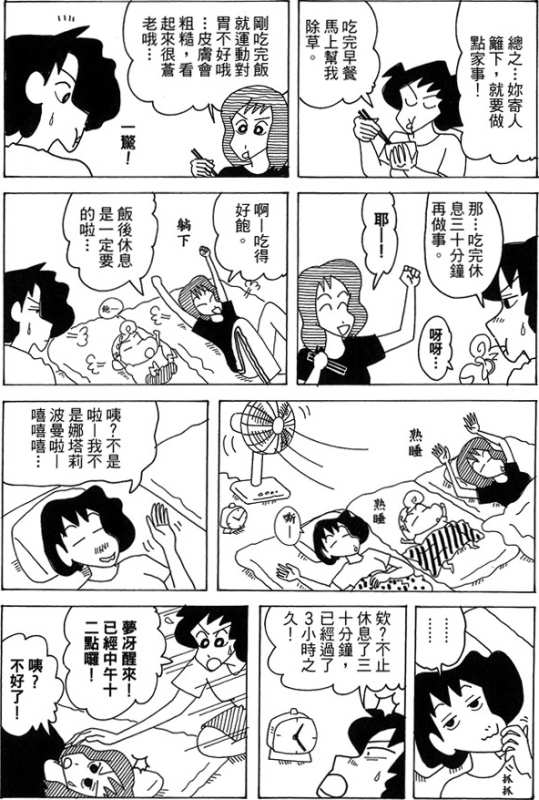 總之…妳寄人
籬下，就要做
點家事！
吃完早餐
馬上幫我
除草。
剛吃完飯
就運動對
胃不好哦
…皮膚會
粗糙，看
起來很蒼
老哦…
一驚！
那…吃完休
息三十分鐘
再做事。
呀呀…
耶—！
啊—吃得
好飽。
躺下
飽—
飯後休息
是一定要
的啦…
熟睡
熟睡
嘶—
咦？不是
啦—我不
是娜塔莉
波曼啦—
嘻嘻嘻…
………
……
抓抓
欸？不止
休息了三
十分鐘，
已經過了
3小時之
久！
夢冴醒來！
已經中午十
二點囉！
咦？
不好了！